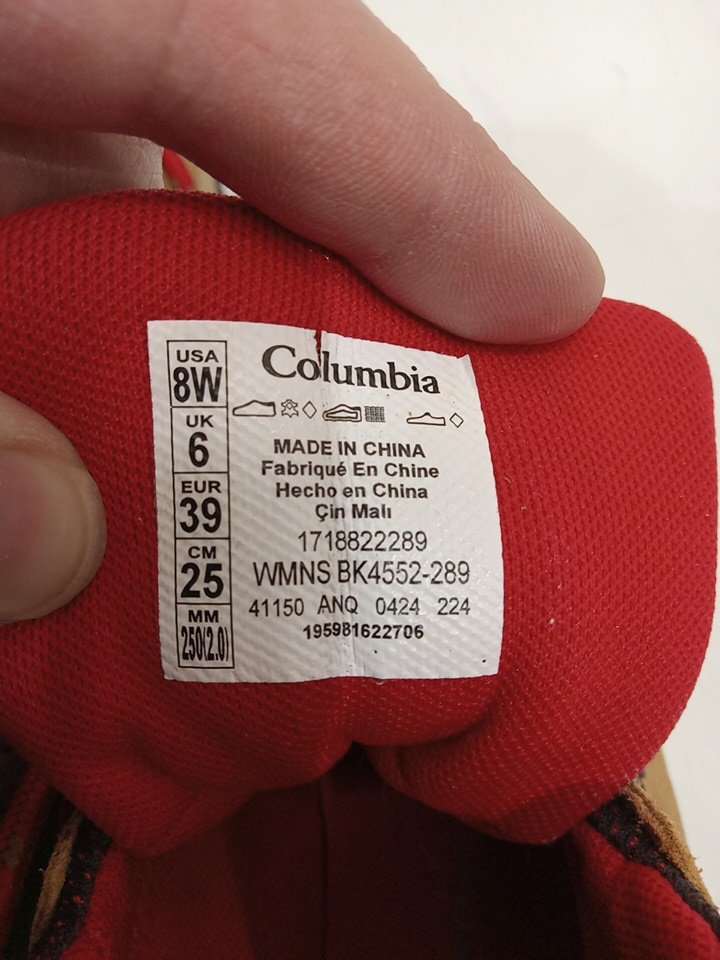 USA
8W
UK
6
EUR
39
CM
25
MM
250(2.0)
Columbia
MADE IN CHINA
Fabriqué En Chine
Hecho en China
Çin Malı
1718822289
WMNS BK4552-289
41150 ANQ 0424 224
195981622706